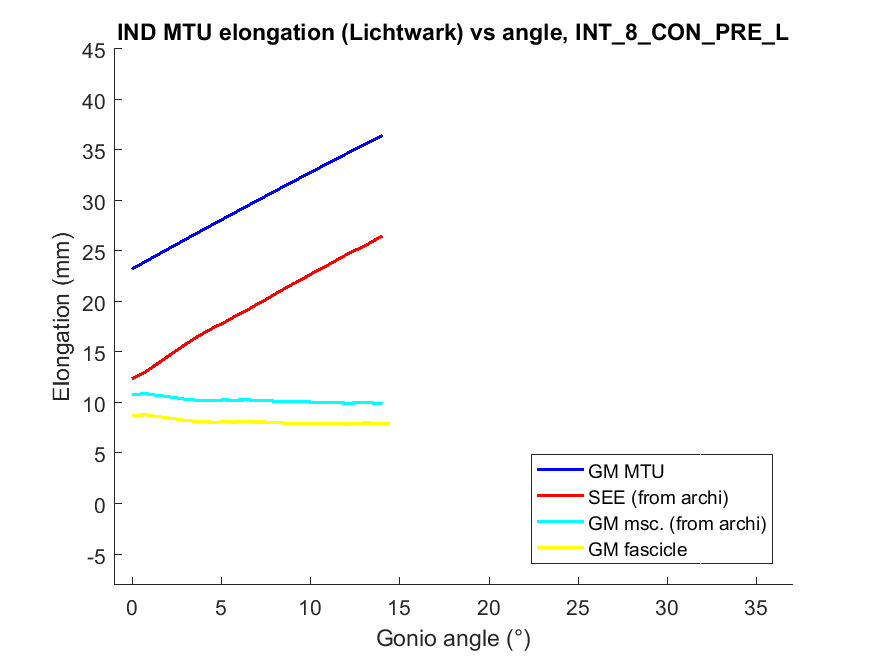 IND MTU elongation (Lichtwark) vs angle, INT_8_CON_PRE_L
45
40
35
30
25
20
15
10
5
0
-5
Elongation (mm)
GM MTU
SEE (from archi)
GM msc. (from archi)
GM fascicle
0 5 10 15 20 25 30 35
Gonio angle (°)